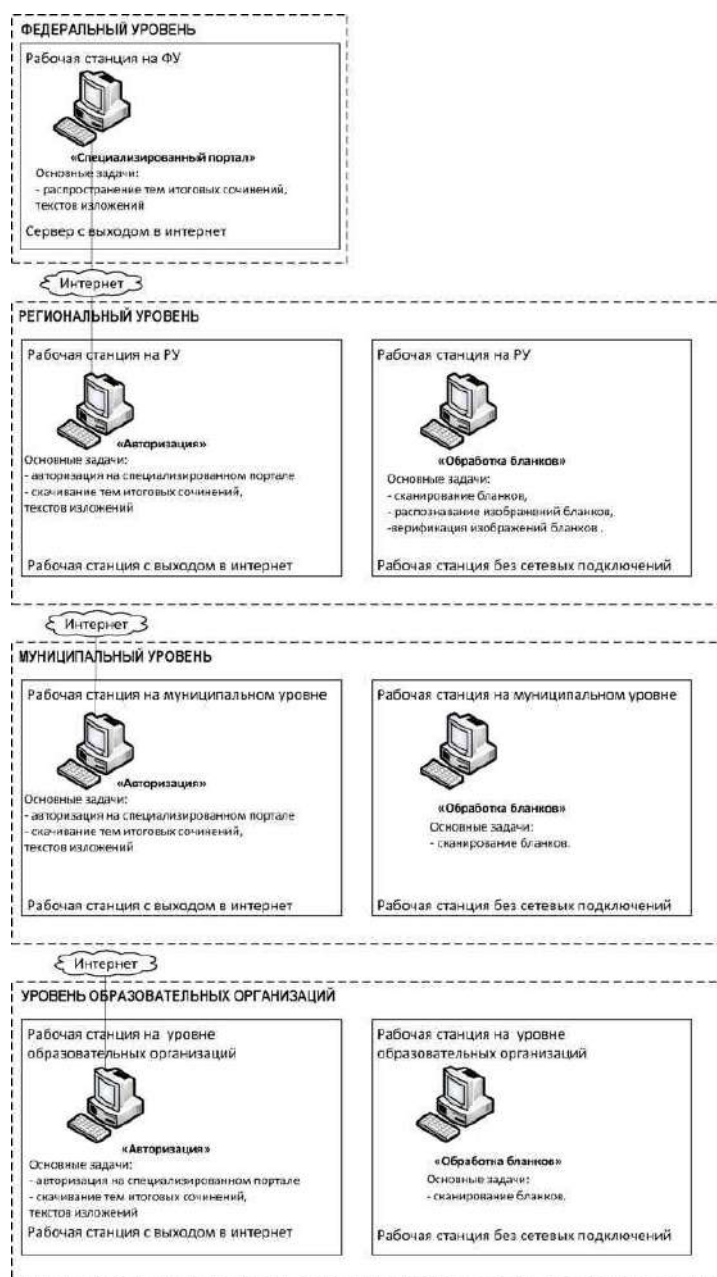 ФЕДЕРАЛЬНЫЙ УРОВЕНЬ
Рабочая станция на ФУ
«Специализированный портал»
Основные задачи:
- распространение тем итоговых сочинений,
текстов изложений
Сервер с выходом в интернет
Интернет
РЕГИОНАЛЬНЫЙ УРОВЕНЬ
Рабочая станция на РУ
«Авторизация»
Основные задачи:
- авторизация на специализированном портале
- скачивание тем итоговых сочинений,
текстов изложений
Рабочая станция с выходом в интернет
Рабочая станция на РУ
«Обработка бланков»
Основные задачи:
- сканирование бланков,
- распознавание изображений бланков,
-верификация изображений бланков .
Рабочая станция без сетевых подключений
Интернет
МУНИЦИПАЛЬНЫЙ УРОВЕНЬ
Рабочая станция на муниципальном уровне
«Авторизация»
Основные задачи:
- авторизация на специализированном портале
- скачивание тем итоговых сочинений,
текстов изложений
Рабочая станция с выходом в интернет
Рабочая станция на муниципальном уровне
«Обработка бланков»
Основные задачи:
- сканирование бланков.
Рабочая станция без сетевых подключений
Интернет
УРОВЕНЬ ОБРАЗОВАТЕЛЬНЫХ ОРГАНИЗАЦИЙ
Рабочая станция на уровне
образовательных организаций
«Авторизация»
Основные задачи:
- авторизация на специализированном портале
- скачивание тем итоговых сочинений,
текстов изложений
Рабочая станция с выходом в интернет
Рабочая станция на уровне
образовательных организаций
«Обработка бланков»
Основные задачи:
- сканирование бланков.
Рабочая станция без сетевых подключений